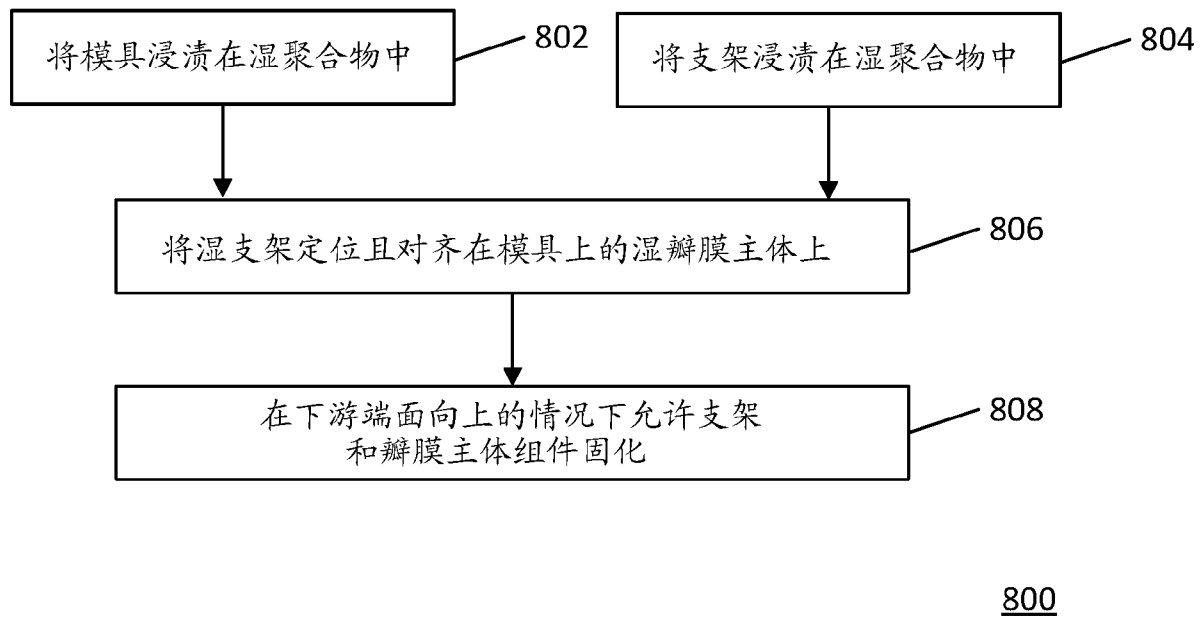 将模具浸渍在湿聚合物中
802
将支架浸渍在湿聚合物中
804
将湿支架定位且对齐在模具上的湿瓣膜主体上
806
在下游端面向上的情况下允许支架
和瓣膜主体组件固化
808
800